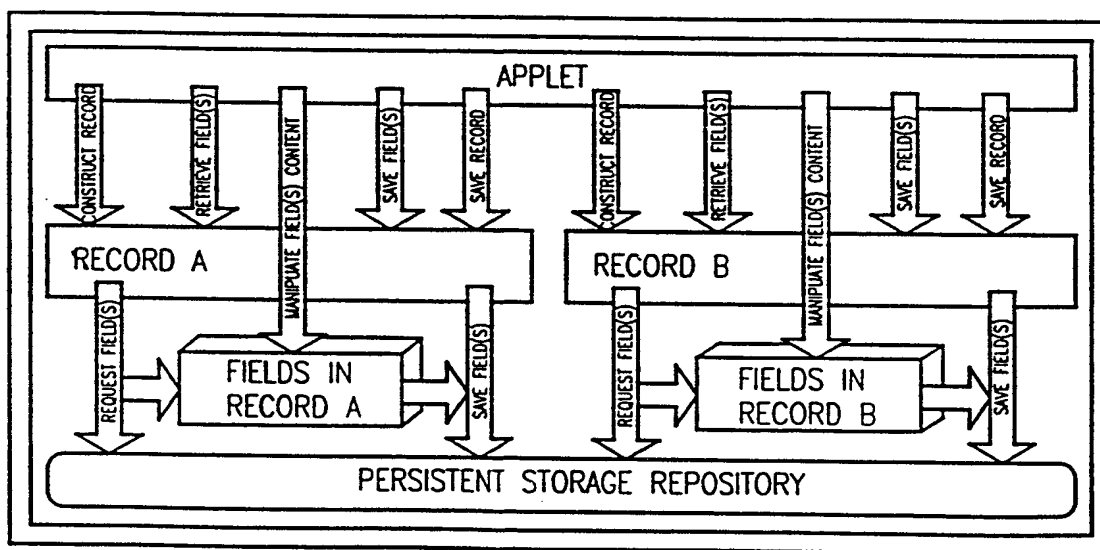 APPLET
CONSTRUCT RECORD
RETRIEVE FIELD(S)
MANIPUATE FIELD(S) CONTENT
SAVE FIELD(S)
SAVE RECORD
CONSTRUCT RECORD
RETRIEVE FIELD(S)
MANIPUATE FIELD(S) CONTENT
SAVE FIELD(S)
SAVE RECORD
RECORD A
RECORD B
REQUEST FIELD(S)
FIELDS IN
RECORD A
SAVE FIELD(S)
REQUEST FIELD(S)
FIELDS IN
RECORD B
SAVE FIELD(S)
PERSISTENT STORAGE REPOSITORY